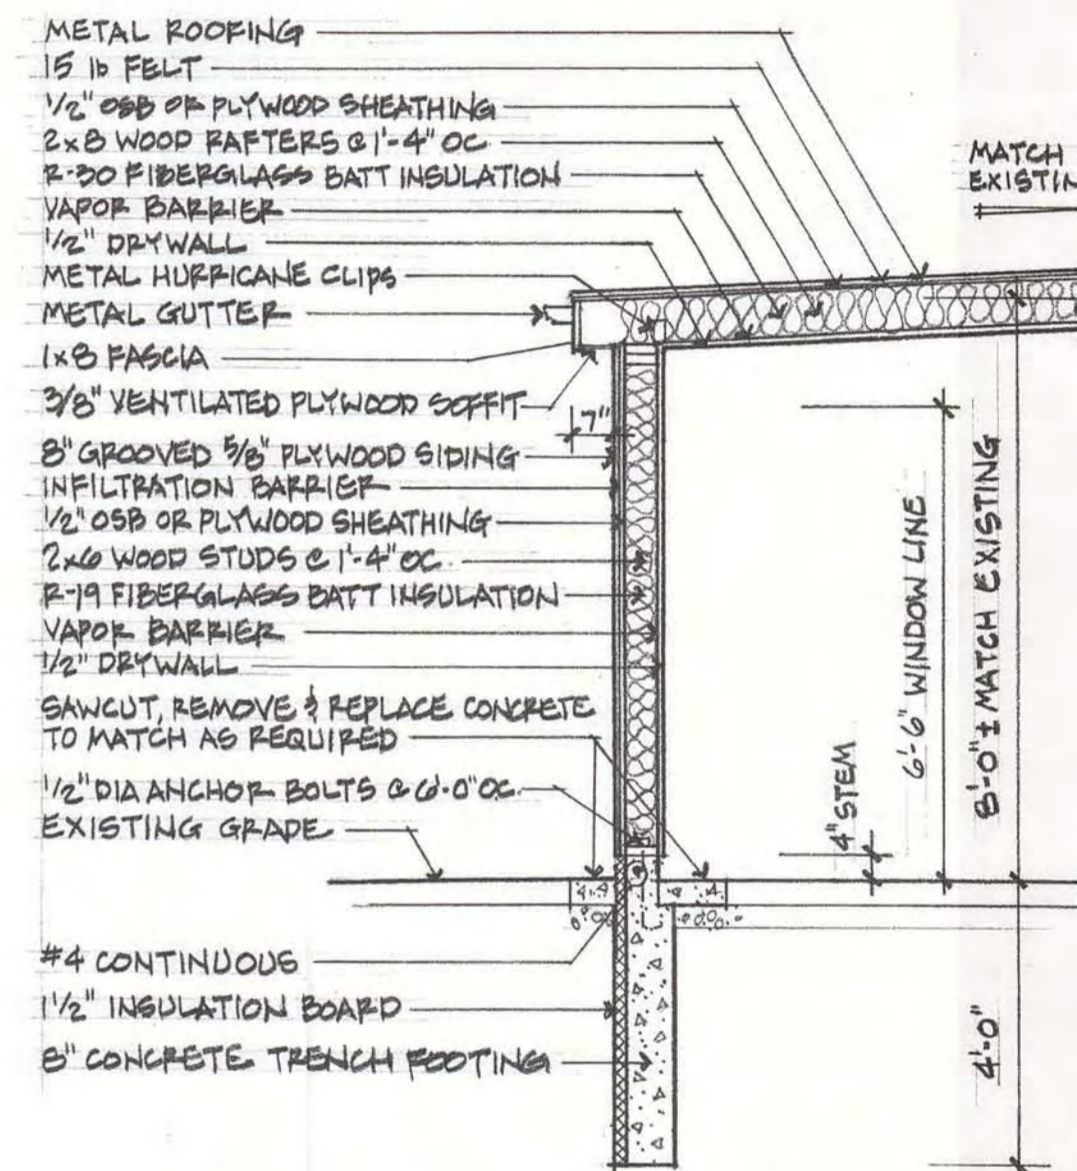 METAL ROOFING
15 lb FELT
1/2" OSB OR PLYWOOD SHEATHING
2x8 WOOD RAFTERS @ 1'-4" OC
R-30 FIBERGLASS BATT INSULATION
VAPOR BARRIER
1/2" DRYWALL
METAL HURRICANE CLIPS
METAL GUTTER
1x8 FASCIA
3/8" VENTILATED PLYWOOD SOFFIT
7"
8" GROOVED 5/8" PLYWOOD SIDING
INFILTRATION BARRIER
1/2" OSB OR PLYWOOD SHEATHING
2x6 WOOD STUDS @ 1'-4" OC
R-19 FIBERGLASS BATT INSULATION
VAPOR BARRIER
1/2" DRYWALL
SAWCUT, REMOVE & REPLACE CONCRETE
TO MATCH AS REQUIRED
1/2" DIA ANCHOR BOLTS @ 6'-0" OC
EXISTING GRADE
#4 CONTINUOUS
1 1/2" INSULATION BOARD
8" CONCRETE TRENCH FOOTING
MATCH
EXISTIN
4" STEM
6'-6" WINDOW LINE
8'-0" ± MATCH EXISTING
4'-0"